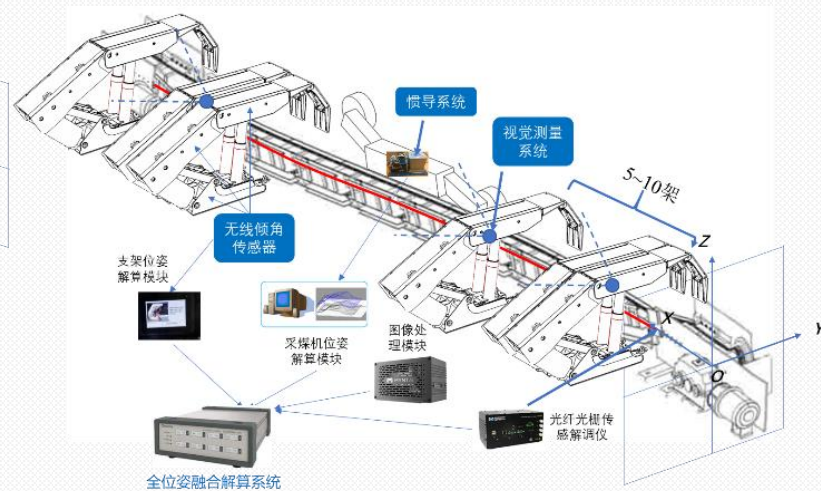 惯导系统
视觉测量
系统
5~10架
Z
无线倾角
传感器
支架位姿
解算模块
X
Y
O
采煤机位姿
解算模块
图像处
理模块
光纤光栅传
感解调仪
全位姿融合解算系统